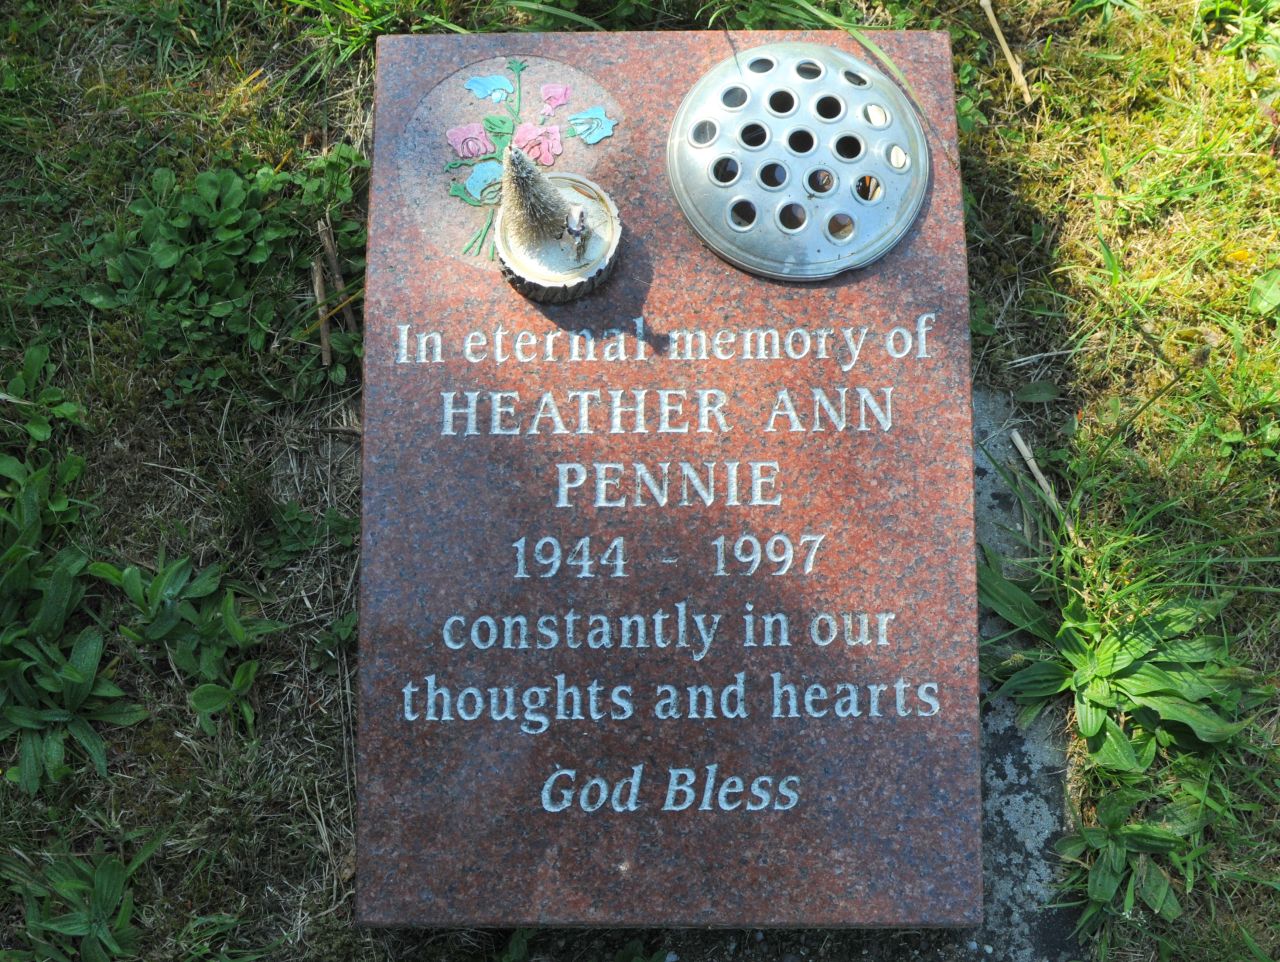 In eternal memory of
HEATHER ANN
PENNIE
1944 - 1997
constantly in our
thoughts and hearts
God Bless